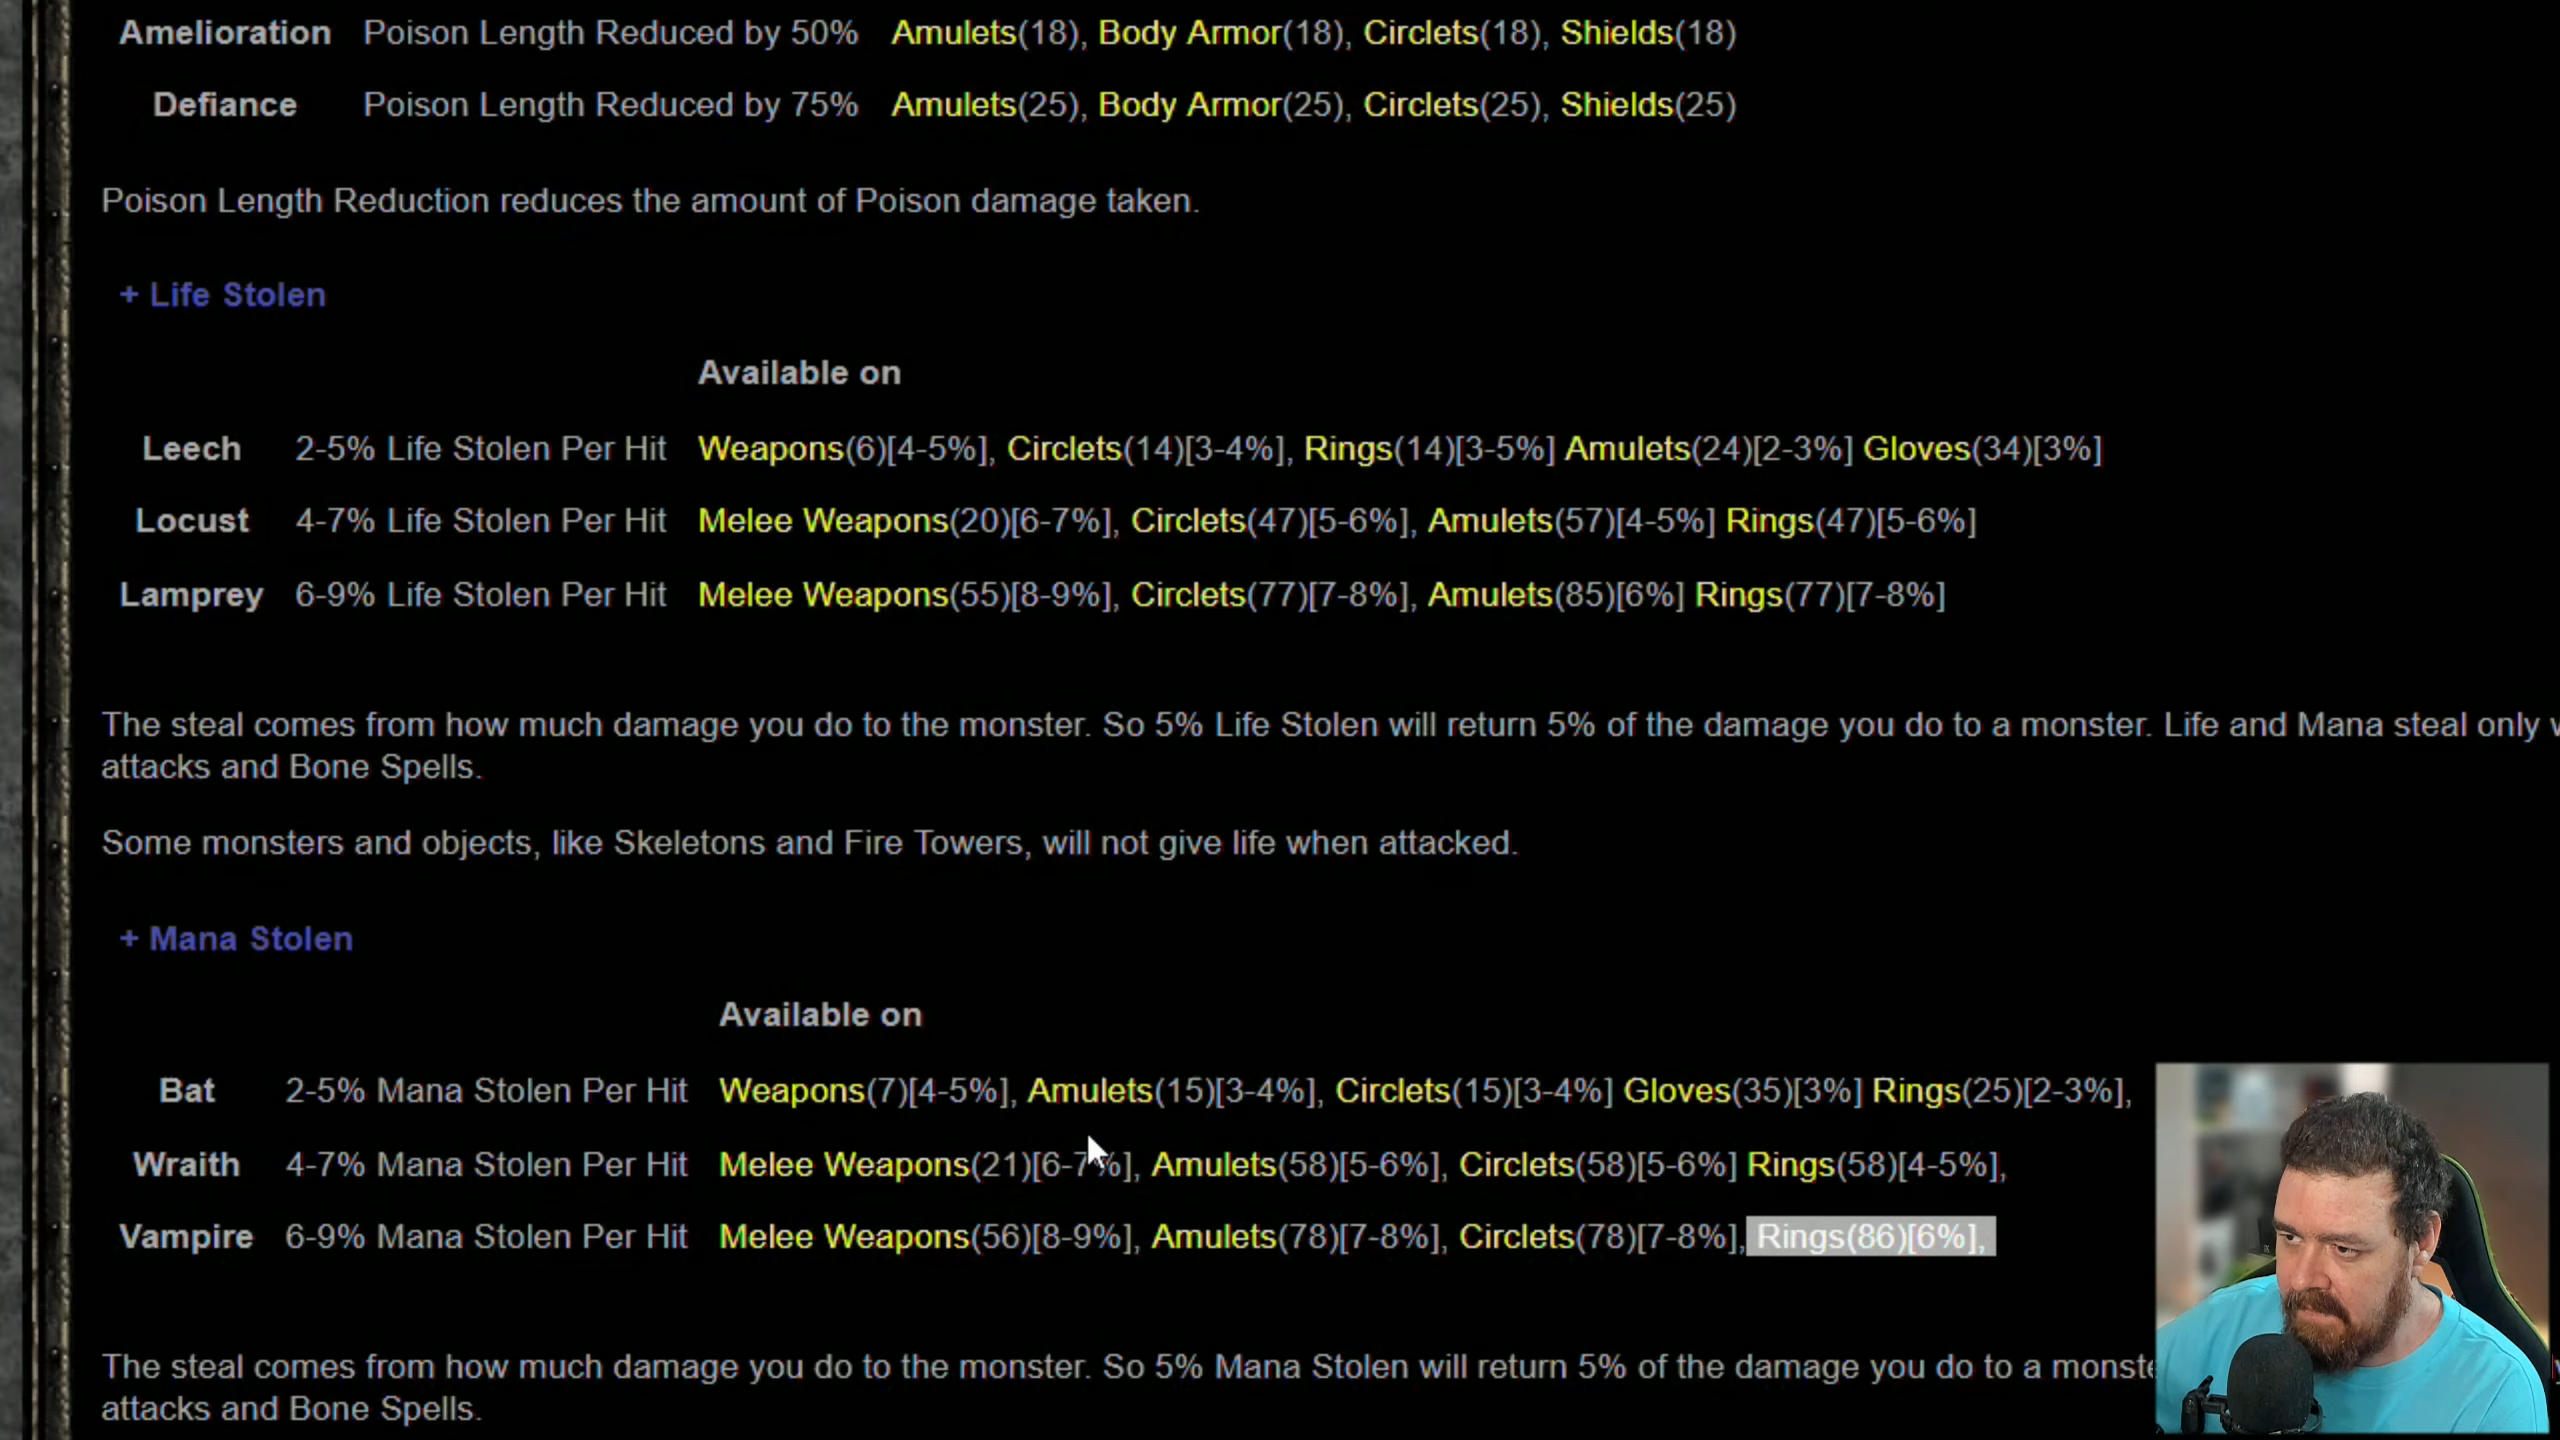 Amelioration Poison Length Reduced by 50% Amulets(18), Body Armor(18), Circlets(18), Shields(18)
Defiance Poison Length Reduced by 75% Amulets(25), Body Armor(25), Circlets(25), Shields(25)
Poison Length Reduction reduces the amount of Poison damage taken.
+ Life Stolen
Available on
Leech 2-5% Life Stolen Per Hit Weapons(6)[4-5%], Circlets(14)[3-4%], Rings(14)[3-5%] Amulets(24)[2-3%] Gloves(34)[3%]
Locust 4-7% Life Stolen Per Hit Melee Weapons(20)[6-7%], Circlets(47)[5-6%], Amulets(57)[4-5%] Rings(47)[5-6%]
Lamprey 6-9% Life Stolen Per Hit Melee Weapons(55)[8-9%], Circlets(77)[7-8%], Amulets(85)[6%] Rings(77)[7-8%]
The steal comes from how much damage you do to the monster. So 5% Life Stolen will return 5% of the damage you do to a monster. Life and Mana steal only
attacks and Bone Spells.
Some monsters and objects, like Skeletons and Fire Towers, will not give life when attacked.
+ Mana Stolen
Available on
Bat 2-5% Mana Stolen Per Hit Weapons(7)[4-5%], Amulets(15)[3-4%], Circlets(15)[3-4%] Gloves(35)[3%] Rings(25)[2-3%],
Wraith 4-7% Mana Stolen Per Hit Melee Weapons(21)[6-7%], Amulets(58)[5-6%], Circlets(58)[5-6%] Rings(58)[4-5%],
Vampire 6-9% Mana Stolen Per Hit Melee Weapons(56)[8-9%], Amulets(78)[7-8%], Circlets(78)[7-8%], Rings(86)[6%],
The steal comes from how much damage you do to the monster. So 5% Mana Stolen will return 5% of the damage you do to a
attacks and Bone Spells.